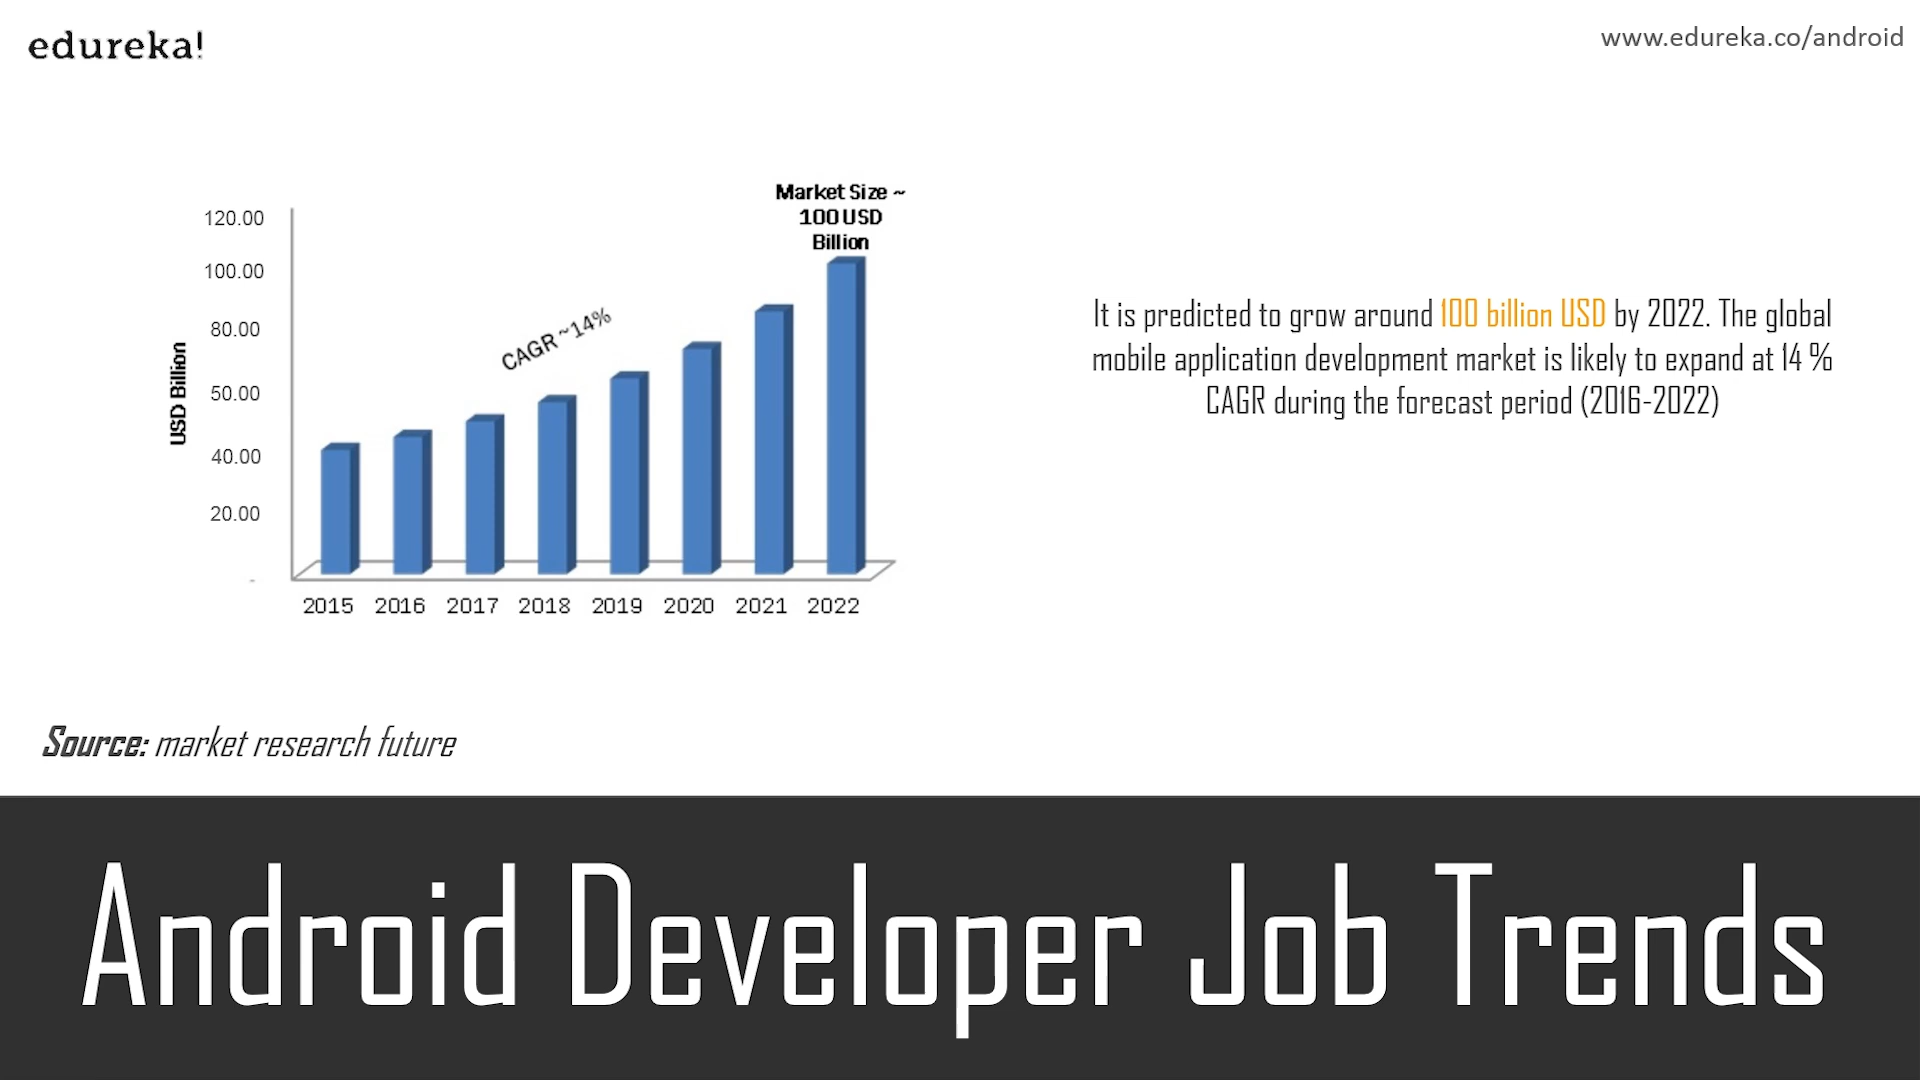 edureka!
www.edureka.co/android
Market Size ~
100 USD
Billion
120.00
100.00
80.00
50.00
40.00
20.00
-
USD Billion
CAGR ~14%
2015 2016 2017 2018 2019 2020 2021 2022
It is predicted to grow around 100 billion USD by 2022. The global
mobile application development market is likely to expand at 14 %
CAGR during the forecast period (2016-2022)
Source: market research future
Android Developer Job Trends